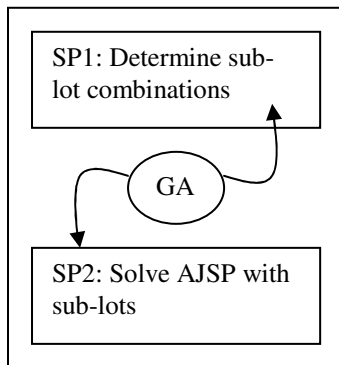 SP1: Determine sub-
lot combinations
GA
SP2: Solve AJSP with
sub-lots